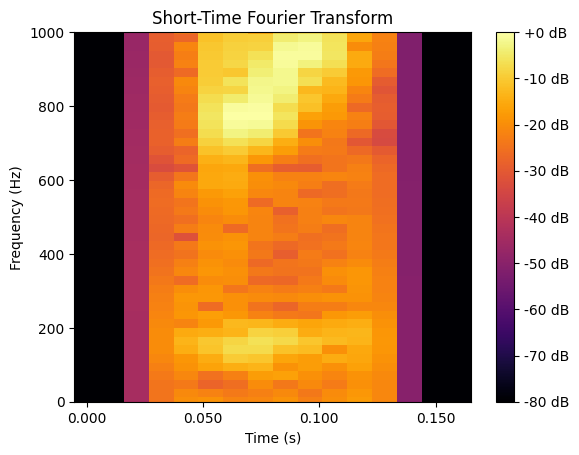 Short-Time Fourier Transform
Frequency (Hz)
1000
800
600
400
200
0
0.000
0.050
0.100
0.150
Time (s)
+0 dB
-10 dB
-20 dB
-30 dB
-40 dB
-50 dB
-60 dB
-70 dB
-80 dB